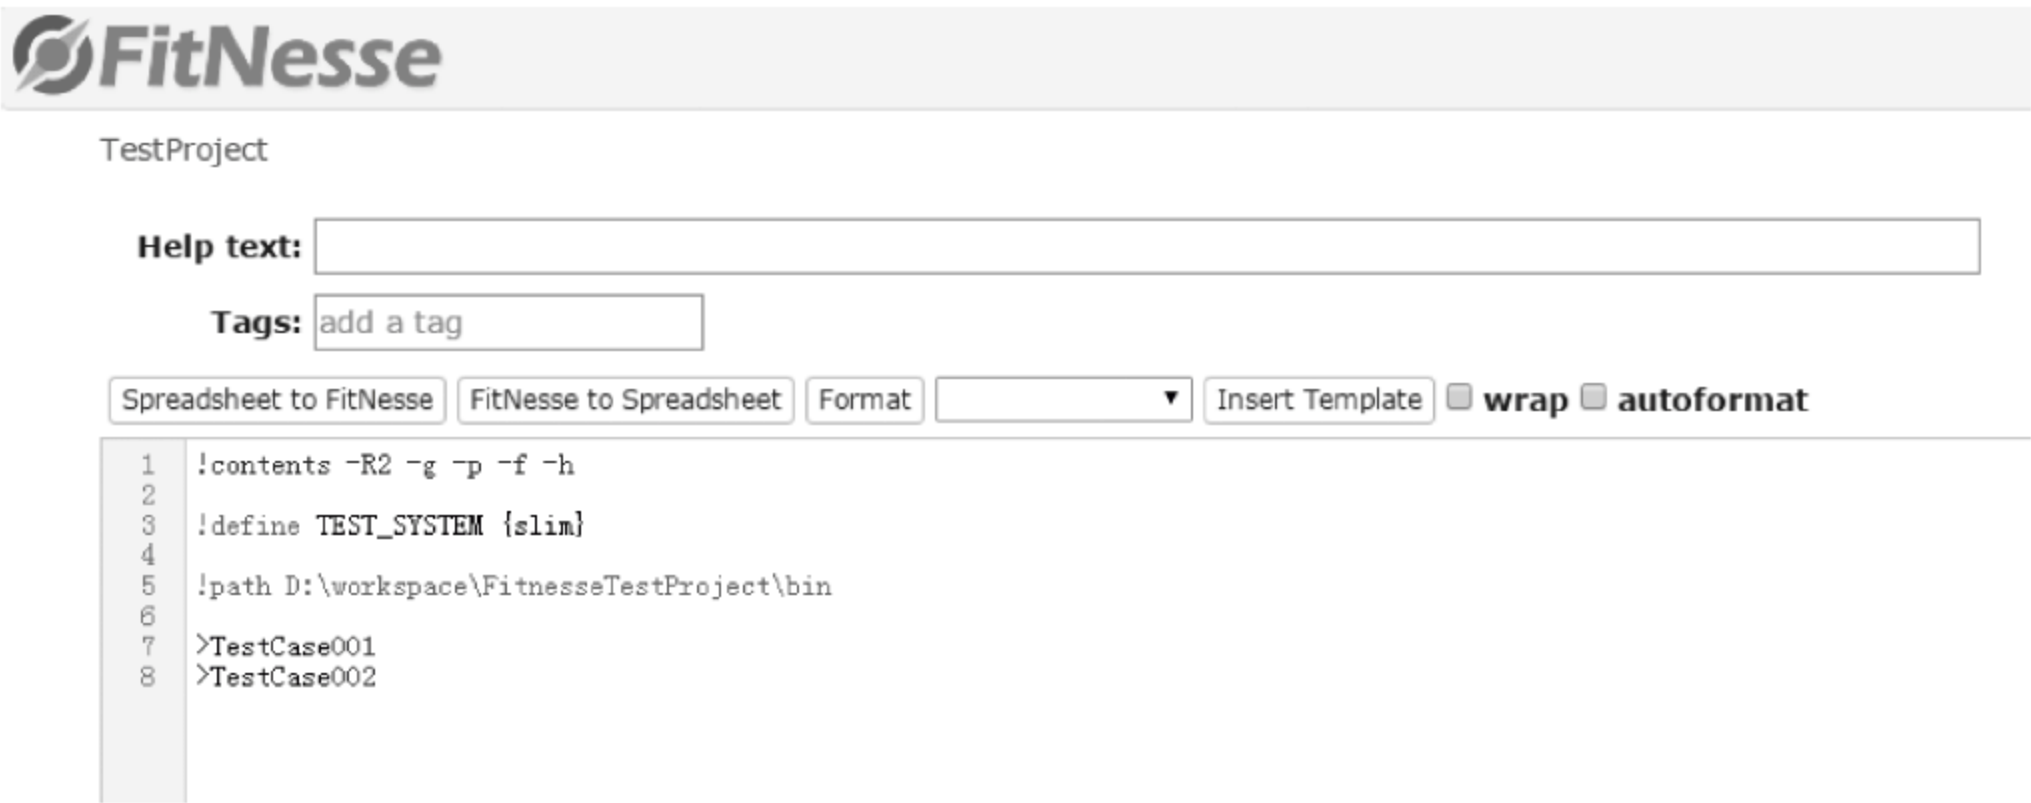 FitNesse
TestProject
Help text:
Tags: add a tag
Spreadsheet to FitNesse FitNesse to Spreadsheet Format Insert Template wrap autoformat
1 !contents -R2 -g -p -f -h
2
3 !define TEST_SYSTEM {slim}
4
5 !path D:\workspace\FitnesseTestProject\bin
6
7 >TestCase001
8 >TestCase002